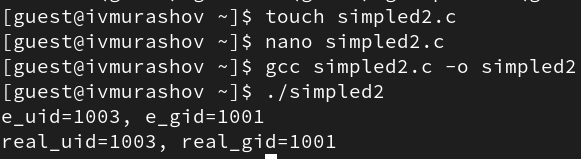 [guest@ivmurashov ~]$ touch simpled2.c
[guest@ivmurashov ~]$ nano simpled2.c
[guest@ivmurashov ~]$ gcc simpled2.c -o simpled2
[guest@ivmurashov ~]$ ./simpled2
e_uid=1003, e_gid=1001
real_uid=1003, real_gid=1001